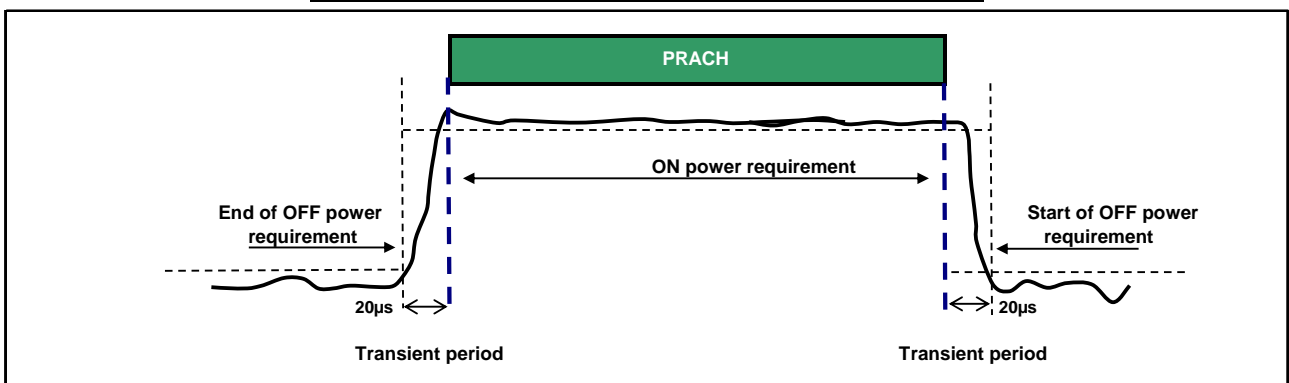 PRACH
ON power requirement
End of OFF power
requirement
Start of OFF power
requirement
20µs
20µs
Transient period
Transient period